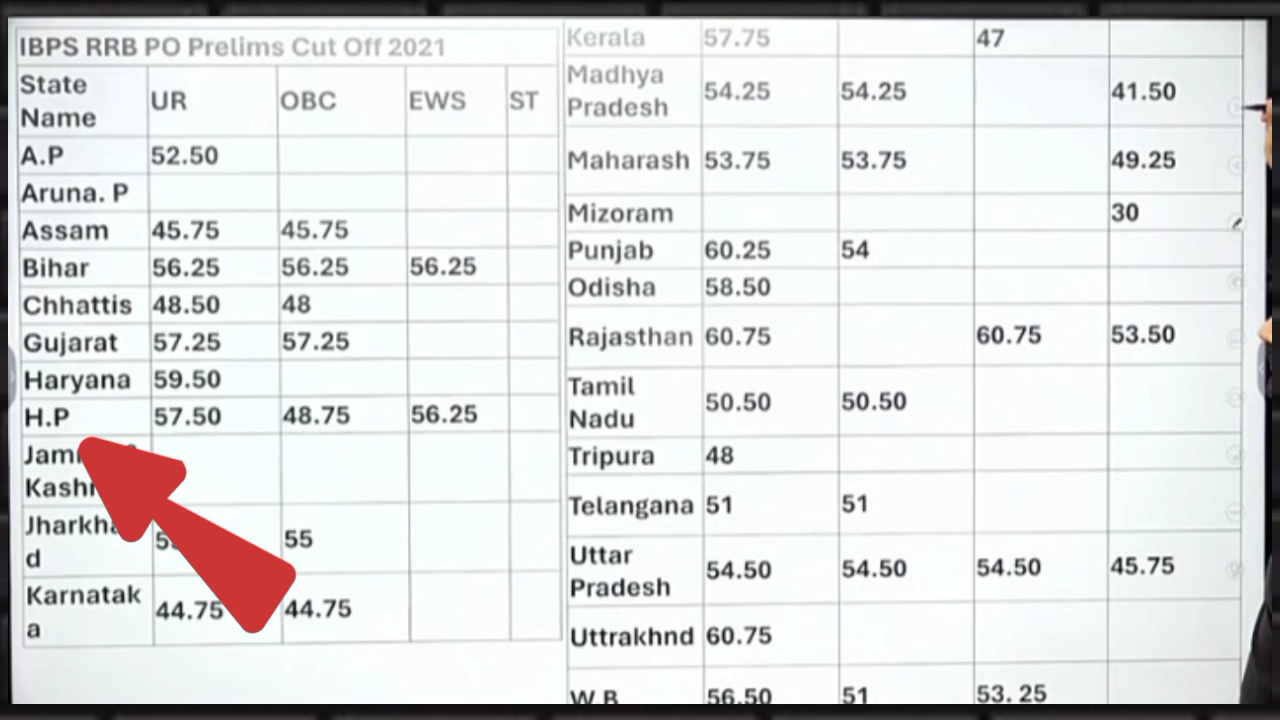 IBPS RRB PO Prelims Cut Off 2021
State Name UR OBC EWS ST
A.P 52.50
Aruna. P
Assam 45.75 45.75
Bihar 56.25 56.25 56.25
Chhattis 48.50 48
Gujarat 57.25 57.25
Haryana 59.50
H.P 57.50 48.75 56.25
Jharkha
d 55
Karnatak
a 44.75 44.75
Kerala 57.75 47
Madhya
Pradesh 54.25 54.25 41.50
Maharash 53.75 53.75 49.25
Mizoram 30
Punjab 60.25 54
Odisha 58.50
Rajasthan 60.75 60.75 53.50
Tamil
Nadu 50.50 50.50
Tripura 48
Telangana 51 51
Uttar
Pradesh 54.50 54.50 54.50 45.75
Uttrakhnd 60.75
W.B 56.50 51 53. 25